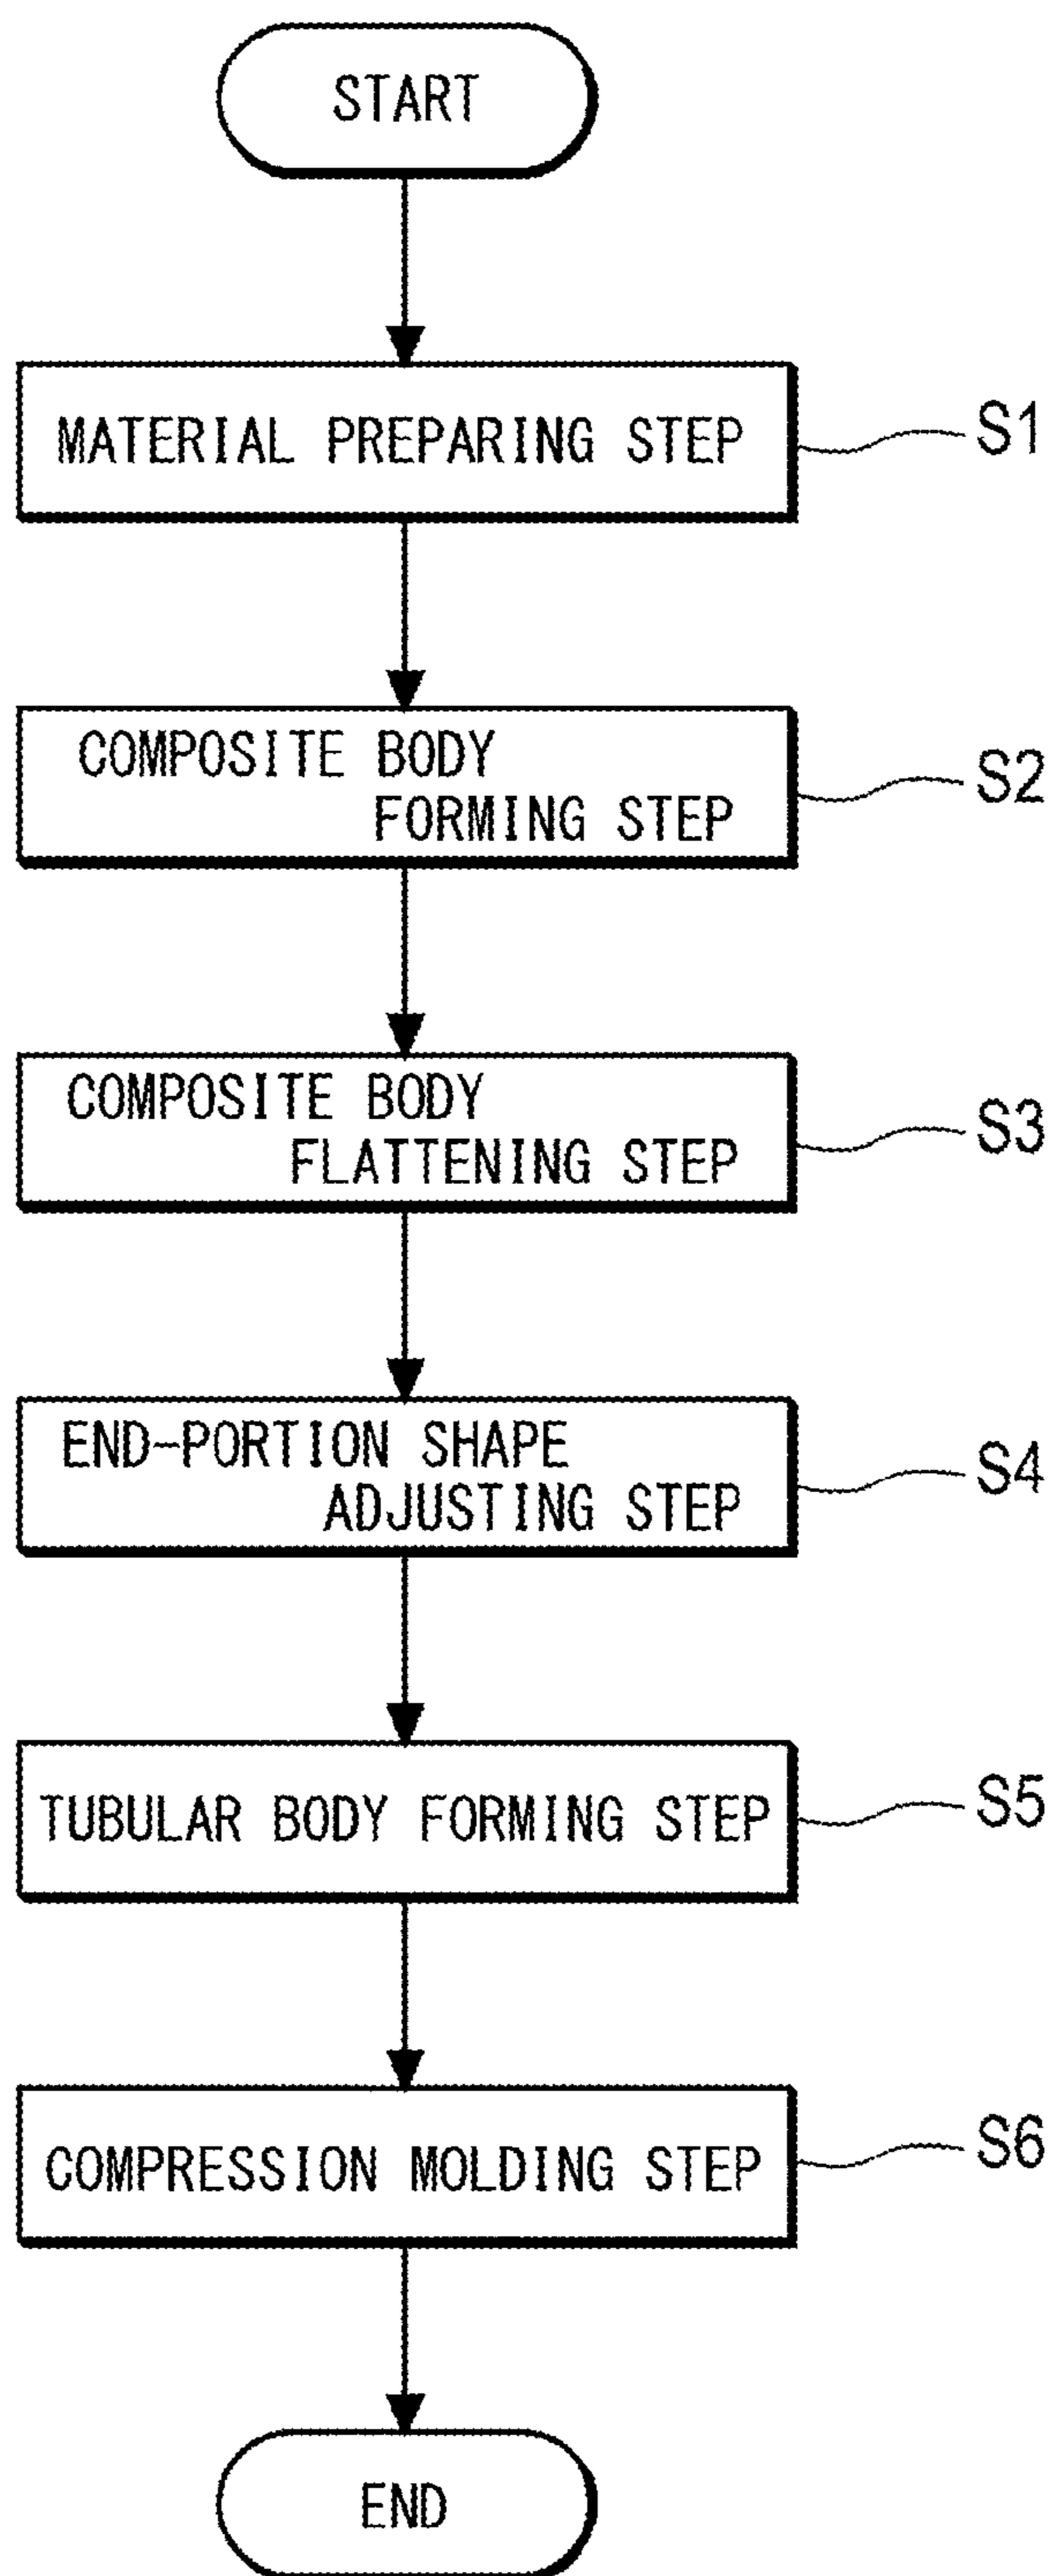 START
MATERIAL PREPARING STEP
S1
COMPOSITE BODY
FORMING STEP
S2
COMPOSITE BODY
FLATTENING STEP
S3
END-PORTION SHAPE
ADJUSTING STEP
S4
TUBULAR BODY FORMING STEP
S5
COMPRESSION MOLDING STEP
S6
END